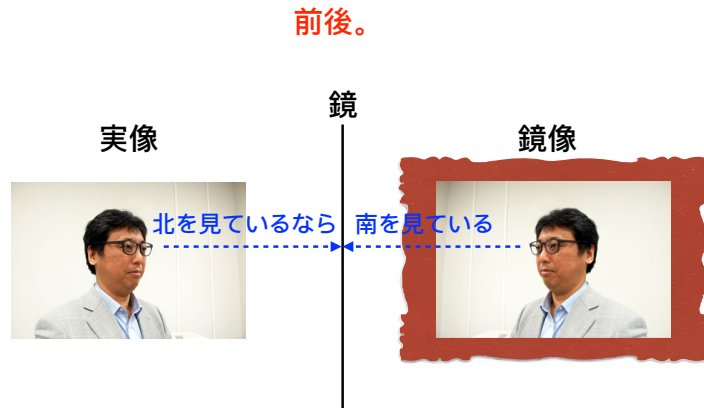 前後。
鏡
実像
鏡像
北を見ているなら
南を見ている